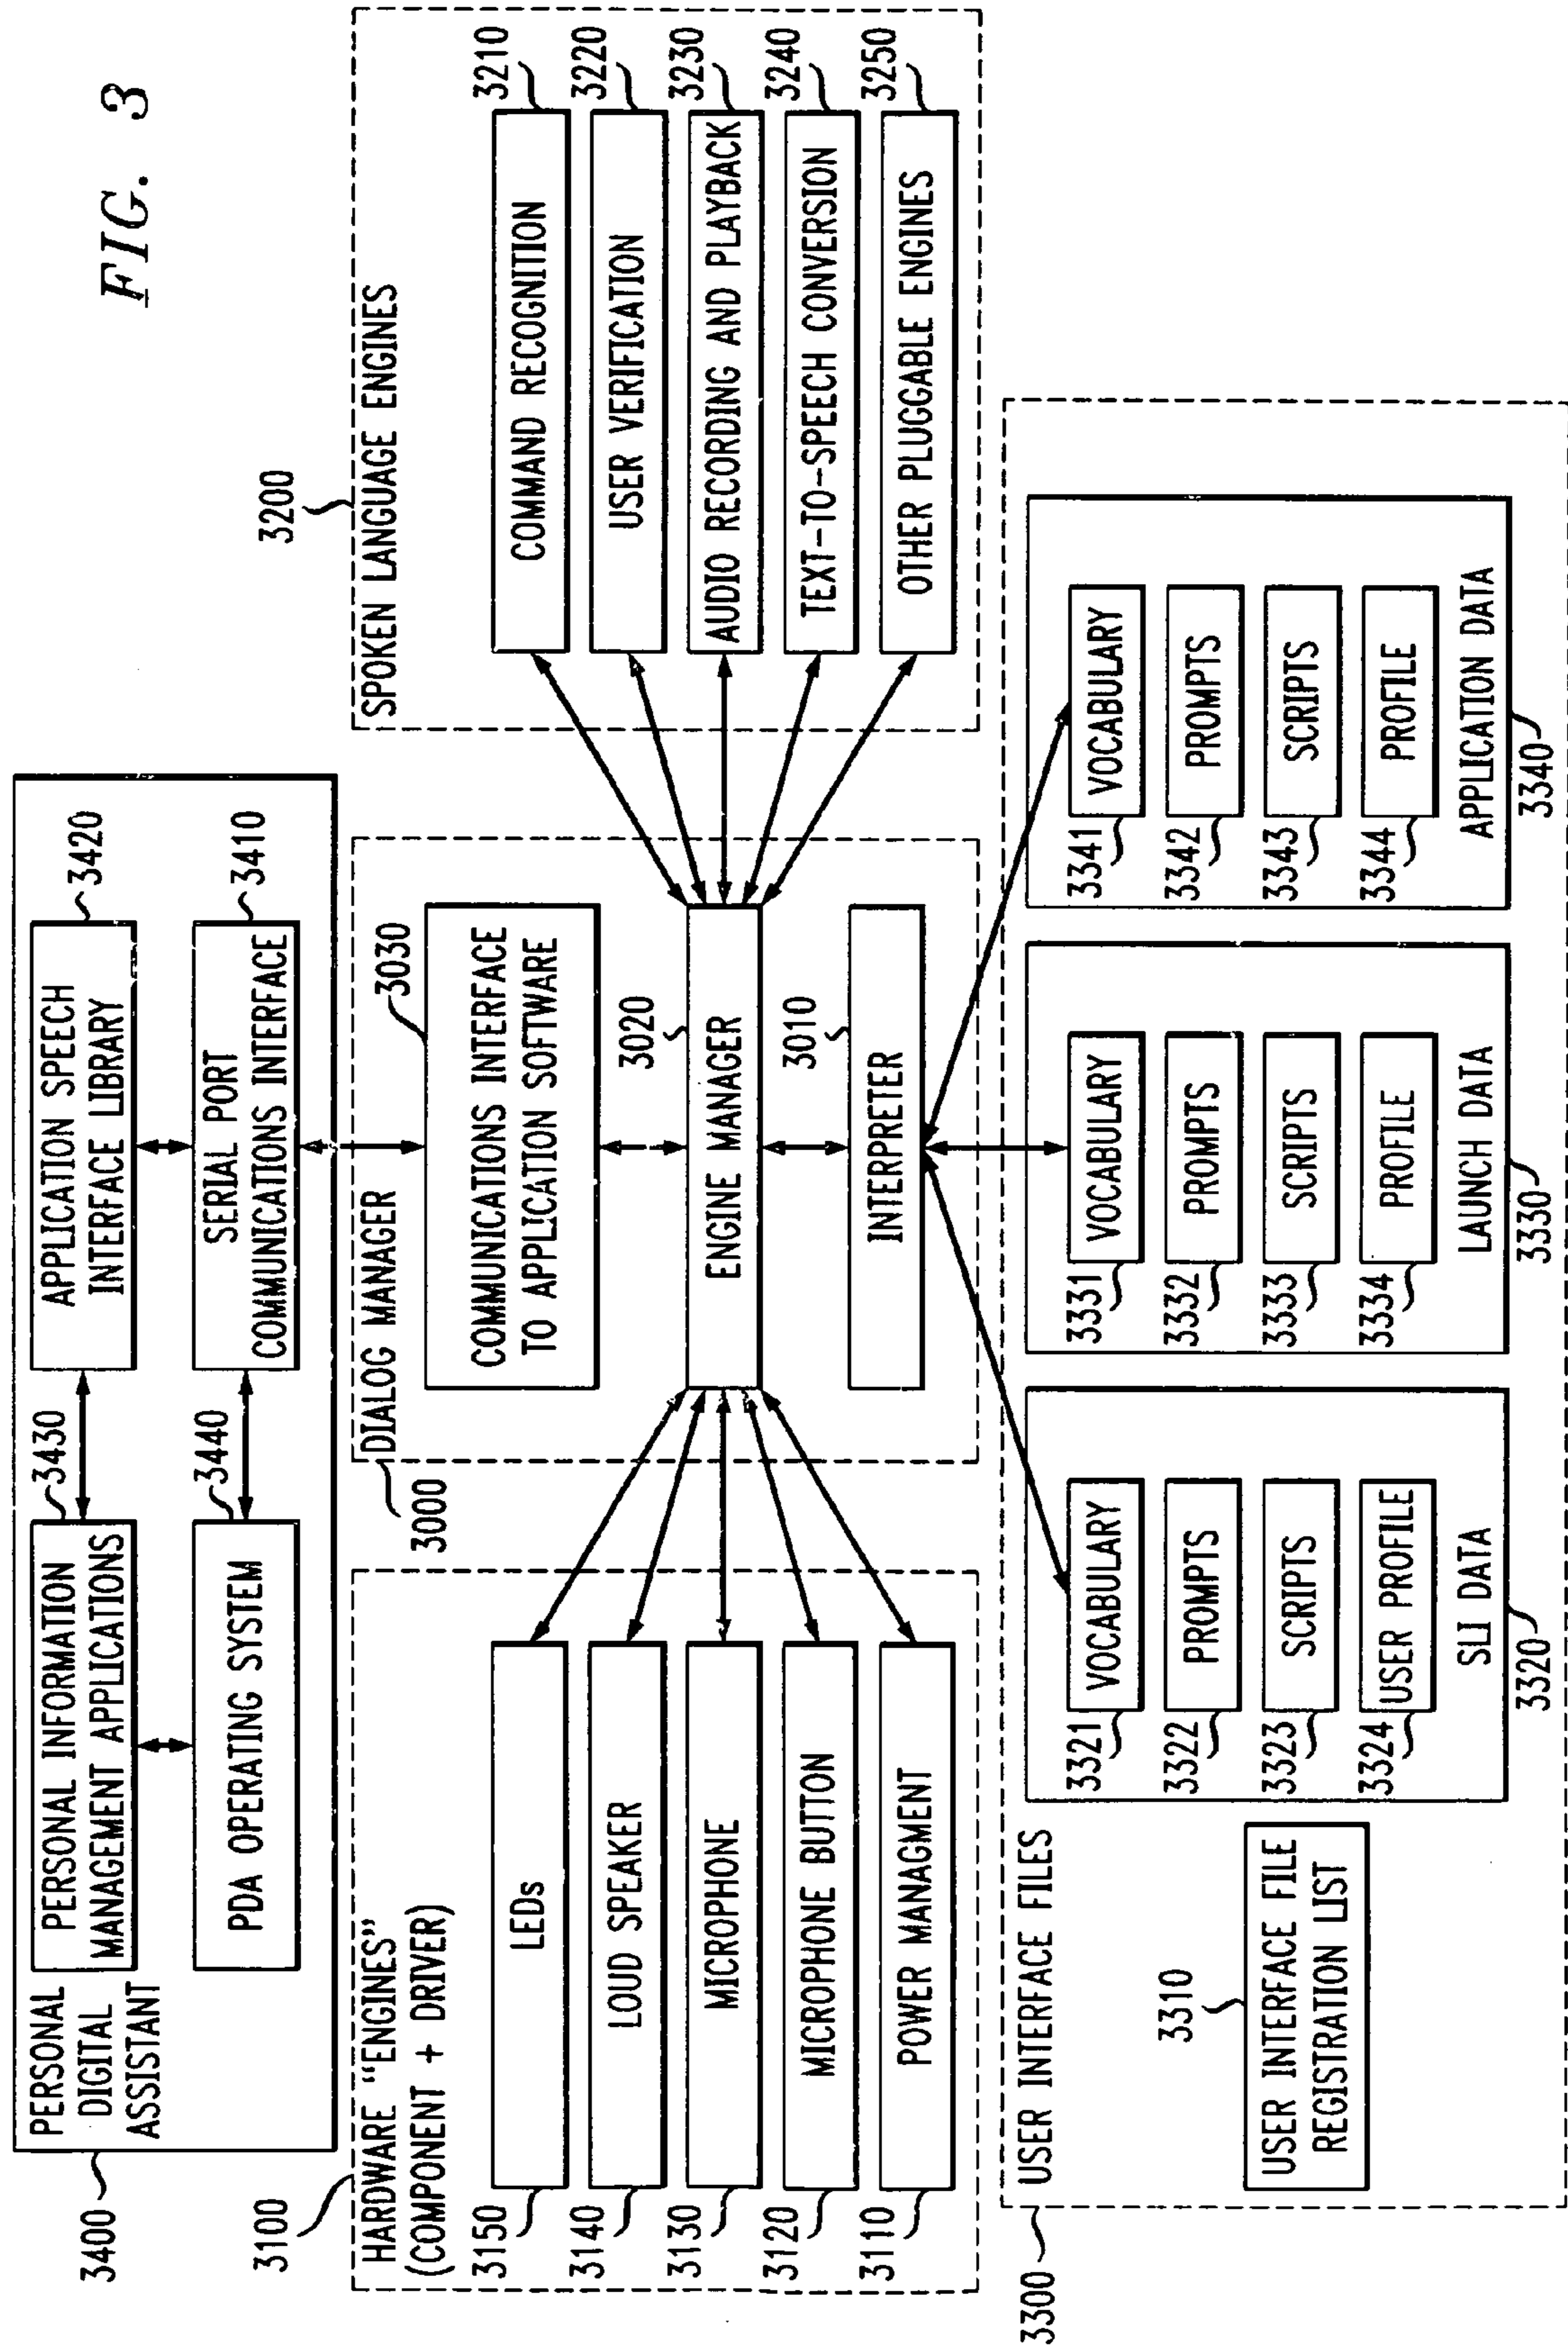 FIG. 3
3400
PERSONAL
DIGITAL
ASSISTANT
PERSONAL INFORMATION
MANAGEMENT APPLICATIONS
3430
APPLICATION SPEECH
INTERFACE LIBRARY
3420
PDA OPERATING SYSTEM
3440
SERIAL PORT
COMMUNICATIONS INTERFACE
3410
3100
HARDWARE "ENGINES"
(COMPONENT + DRIVER)
3150
LEDs
3140
LOUD SPEAKER
3130
MICROPHONE
3120
MICROPHONE BUTTON
3110
POWER MANAGMENT
3000
DIALOG MANAGER
3030
COMMUNICATIONS INTERFACE
TO APPLICATION SOFTWARE
3020
ENGINE MANAGER
3010
INTERPRETER
3200
SPOKEN LANGUAGE ENGINES
COMMAND RECOGNITION
3210
USER VERIFICATION
3220
AUDIO RECORDING AND PLAYBACK
3230
TEXT-TO-SPEECH CONVERSION
3240
OTHER PLUGGABLE ENGINES
3250
3300
USER INTERFACE FILES
3310
USER INTERFACE FILE
REGISTRATION LIST
3321
VOCABULARY
3322
PROMPTS
3323
SCRIPTS
3324
USER PROFILE
SLI DATA
3320
3331
VOCABULARY
3332
PROMPTS
3333
SCRIPTS
3334
PROFILE
LAUNCH DATA
3330
3341
VOCABULARY
3342
PROMPTS
3343
SCRIPTS
3344
PROFILE
APPLICATION DATA
3340